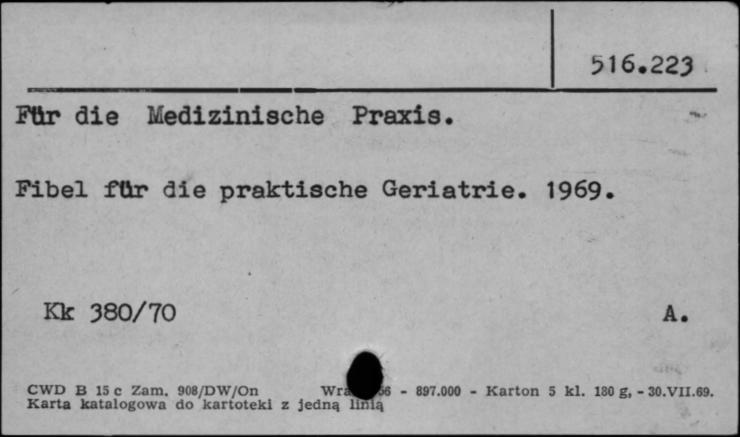 516.223
Für die Medizinische Praxis.
Fibel für die praktische Geriatrie. 1969.
Kk 380/70 A.
CWD B 15 c Zam. 908/DW/On - 897.000 - Karton 5 kl. 180 g, - 30.VII.69.
Karta katalogowa do kartoteki z jedną linią